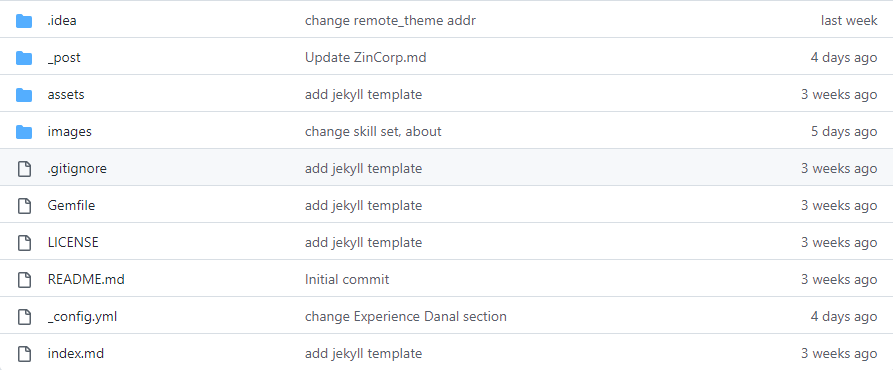 .idea change remote_theme addr last week
_post Update ZinCorp.md 4 days ago
assets add jekyll template 3 weeks ago
images change skill set, about 5 days ago
.gitignore add jekyll template 3 weeks ago
Gemfile add jekyll template 3 weeks ago
LICENSE add jekyll template 3 weeks ago
README.md Initial commit 3 weeks ago
_config.yml change Experience Danal section 4 days ago
index.md add jekyll template 3 weeks ago